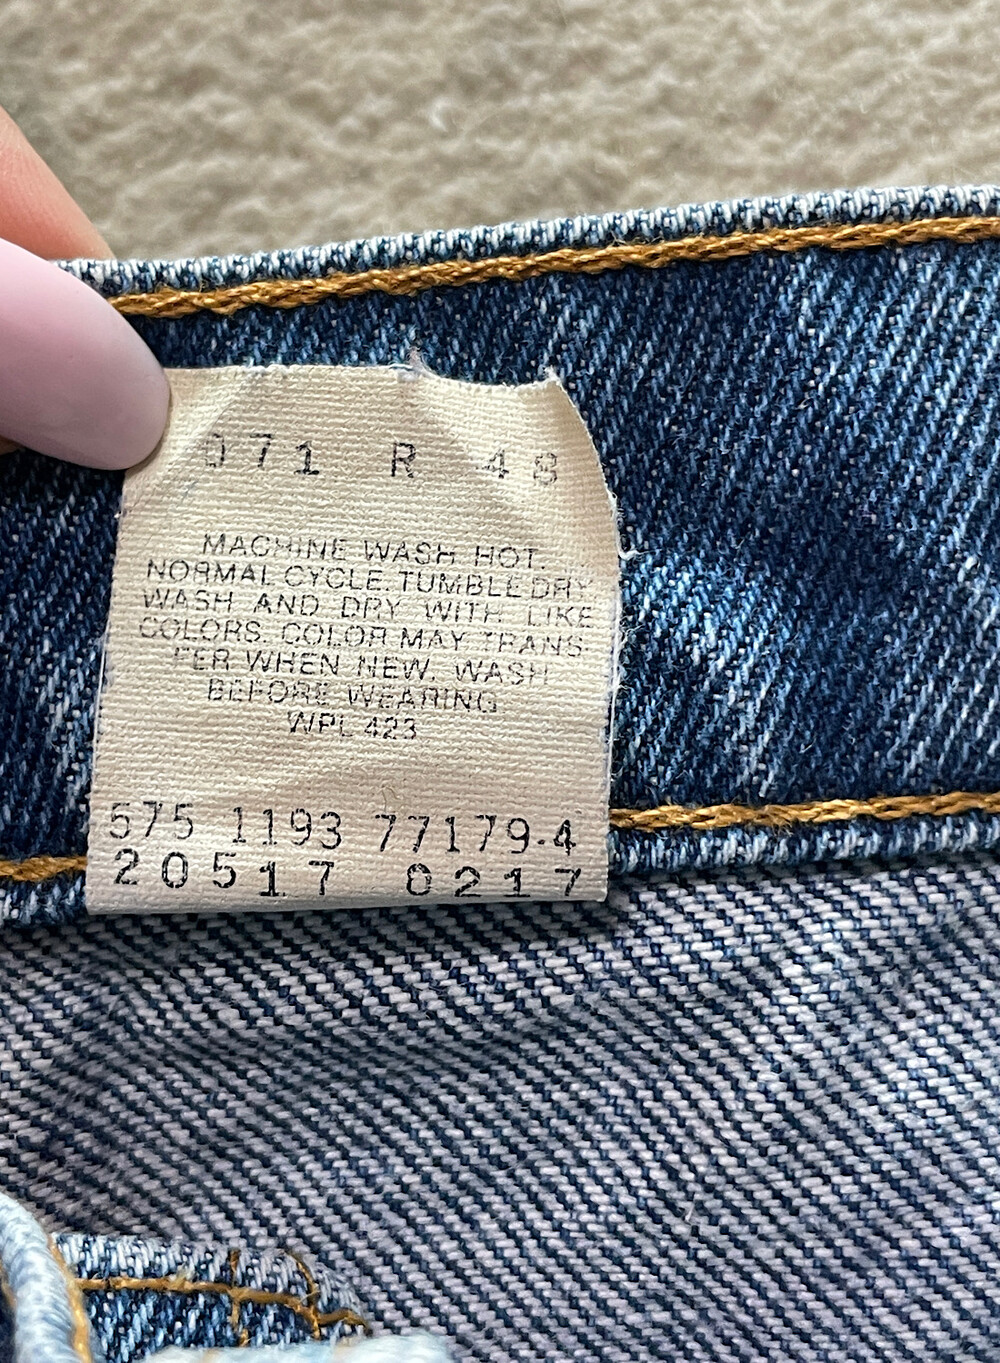 071 R 48
MACHINE WASH HOT.
NORMAL CYCLE. TUMBLE DRY
WASH AND DRY WITH LIKE
COLORS. COLOR MAY TRANS-
FER WHEN NEW. WASH
BEFORE WEARING.
WPL 423
575 1193 77179-4
20517 0217